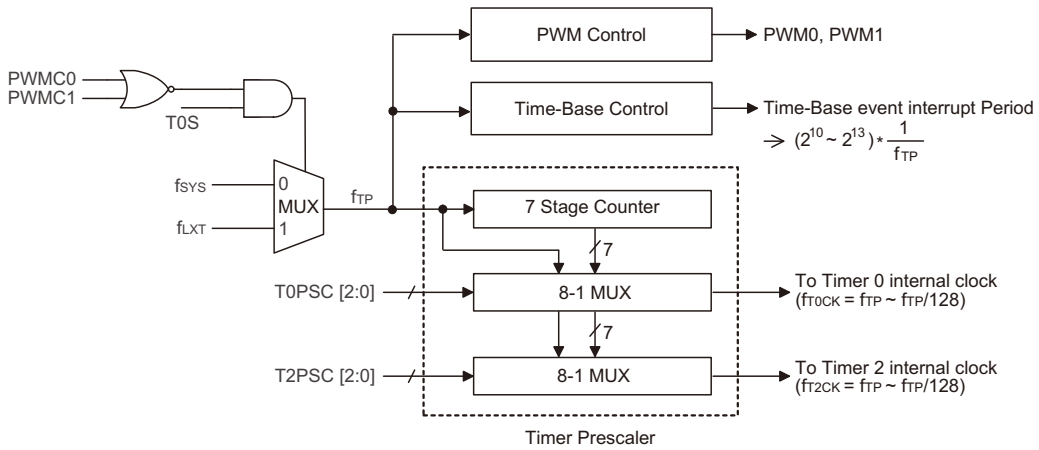 PWM Control
PWM0, PWM1
PWMC0
PWMC1
T0S
Time-Base Control
Time-Base event interrupt Period
→ (2^10 ~ 2^13) * 1/fTP
fSYS
0
MUX
fLXT
1
fTP
7 Stage Counter
7
T0PSC [2:0]
8-1 MUX
To Timer 0 internal clock
(fT0CK = fTP ~ fTP/128)
7
T2PSC [2:0]
8-1 MUX
To Timer 2 internal clock
(fT2CK = fTP ~ fTP/128)
Timer Prescaler